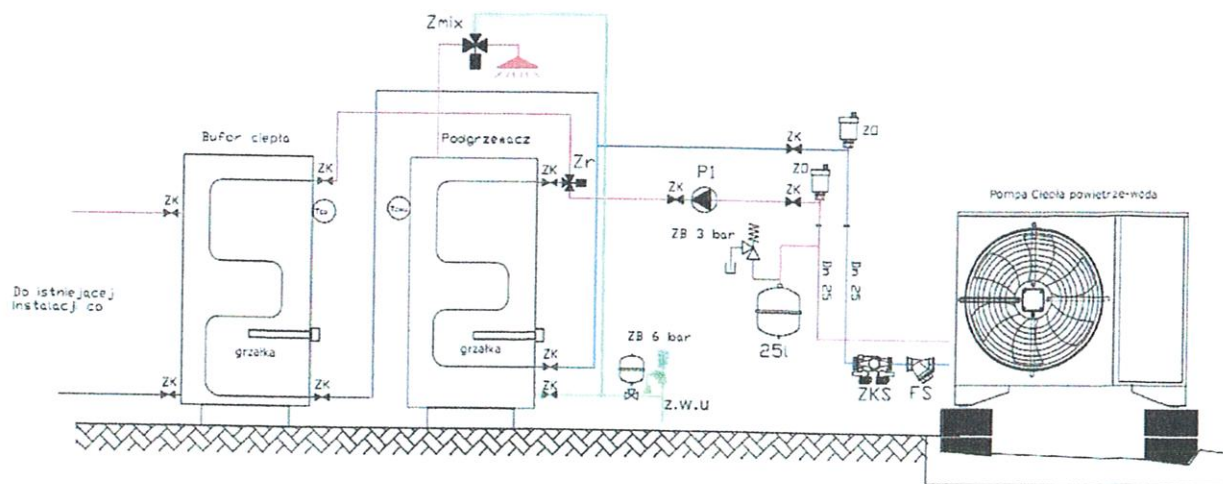 Zmix
Bufor ciepła
Podgrzewacz
ZK
ZK
ZK
Zr
ZK
P1
ZK
ZK
ZO
ZO
Pompa Ciepła powietrze-woda
ZB 3 bar
Dn 25
Dn 25
Do istniejącej
instalacji co
grzałka
grzałka
25l
ZB 6 bar
ZK
ZK
ZK
ZK
z.w.u
ZKS
FS